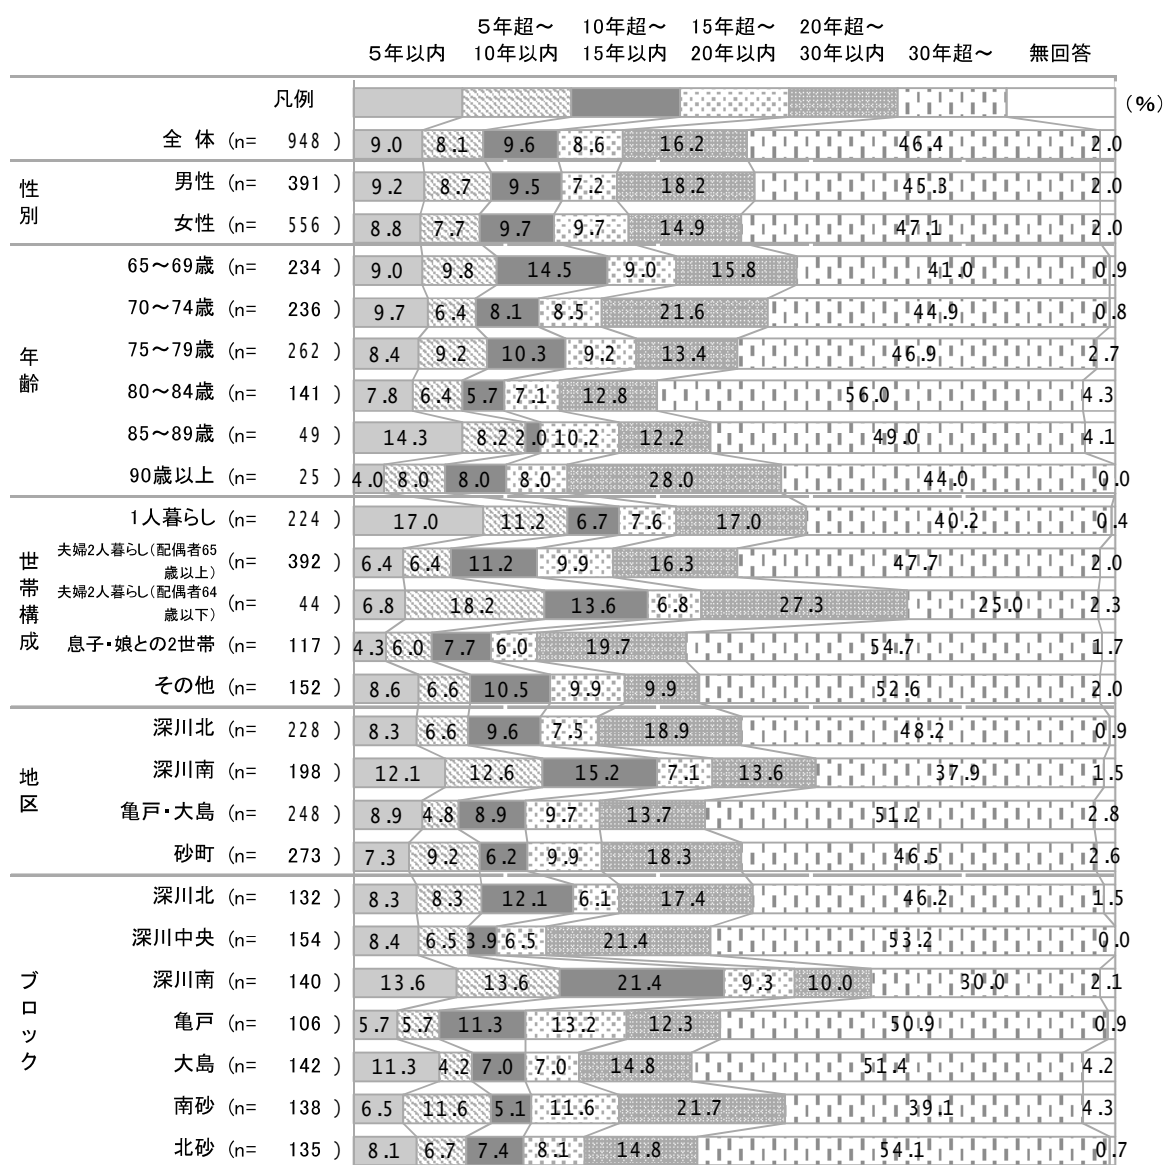 5年超～ 10年超～ 15年超～ 20年超～
5年以内 10年以内 15年以内 20年以内 30年以内 30年超～ 無回答
凡例 (%)
全 体 (n= 948 ) 9.0 8.1 9.6 8.6 16.2 46.4 2.0
性別
男性 (n= 391 ) 9.2 8.7 9.5 7.2 18.2 45.3 2.0
女性 (n= 556 ) 8.8 7.7 9.7 9.7 14.9 47.1 2.0
年齢
65～69歳 (n= 234 ) 9.0 9.8 14.5 9.0 15.8 41.0 0.9
70～74歳 (n= 236 ) 9.7 6.4 8.1 8.5 21.6 44.9 0.8
75～79歳 (n= 262 ) 8.4 9.2 10.3 9.2 13.4 46.9 2.7
80～84歳 (n= 141 ) 7.8 6.4 5.7 7.1 12.8 56.0 4.3
85～89歳 (n= 49 ) 14.3 8.2 2.0 10.2 12.2 49.0 4.1
90歳以上 (n= 25 ) 4.0 8.0 8.0 8.0 28.0 44.0 0.0
世帯構成
1人暮らし (n= 224 ) 17.0 11.2 6.7 7.6 17.0 40.2 0.4
夫婦2人暮らし(配偶者65
歳以上) (n= 392 ) 6.4 6.4 11.2 9.9 16.3 47.7 2.0
夫婦2人暮らし(配偶者64
歳以下) (n= 44 ) 6.8 18.2 13.6 6.8 27.3 25.0 2.3
息子・娘との2世帯 (n= 117 ) 4.3 6.0 7.7 6.0 19.7 54.7 1.7
その他 (n= 152 ) 8.6 6.6 10.5 9.9 9.9 52.6 2.0
地区
深川北 (n= 228 ) 8.3 6.6 9.6 7.5 18.9 48.2 0.9
深川南 (n= 198 ) 12.1 12.6 15.2 7.1 13.6 37.9 1.5
亀戸・大島 (n= 248 ) 8.9 4.8 8.9 9.7 13.7 51.2 2.8
砂町 (n= 273 ) 7.3 9.2 6.2 9.9 18.3 46.5 2.6
ブロック
深川北 (n= 132 ) 8.3 8.3 12.1 6.1 17.4 46.2 1.5
深川中央 (n= 154 ) 8.4 6.5 3.9 6.5 21.4 53.2 0.0
深川南 (n= 140 ) 13.6 13.6 21.4 9.3 10.0 30.0 2.1
亀戸 (n= 106 ) 5.7 5.7 11.3 13.2 12.3 50.9 0.9
大島 (n= 142 ) 11.3 4.2 7.0 7.0 14.8 51.4 4.2
南砂 (n= 138 ) 6.5 11.6 5.1 11.6 21.7 39.1 4.3
北砂 (n= 135 ) 8.1 6.7 7.4 8.1 14.8 54.1 0.7